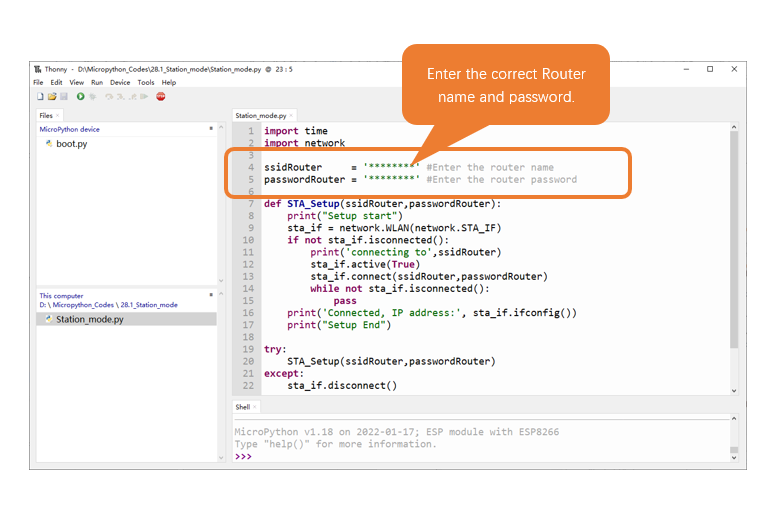 Thonny - D:\Micropython_Codes\28.1_Station_mode\Station_mode.py @ 23 : 5
File Edit View Run Device Tools Help
Enter the correct Router
name and password.
Files
MicroPython device
boot.py
This computer
D: \ Micropython_Codes \ 28.1_Station_mode
Station_mode.py
Station_mode.py
1 import time
2 import network
3
4 ssidRouter     = '********' #Enter the router name
5 passwordRouter = '********' #Enter the router password
6
7 def STA_Setup(ssidRouter,passwordRouter):
8     print("Setup start")
9     sta_if = network.WLAN(network.STA_IF)
10     if not sta_if.isconnected():
11         print('connecting to',ssidRouter)
12         sta_if.active(True)
13         sta_if.connect(ssidRouter,passwordRouter)
14         while not sta_if.isconnected():
15             pass
16     print('Connected, IP address:', sta_if.ifconfig())
17     print("Setup End")
18
19 try:
20     STA_Setup(ssidRouter,passwordRouter)
21 except:
22     sta_if.disconnect()
Shell
MicroPython v1.18 on 2022-01-17; ESP module with ESP8266
Type "help()" for more information.
>>>